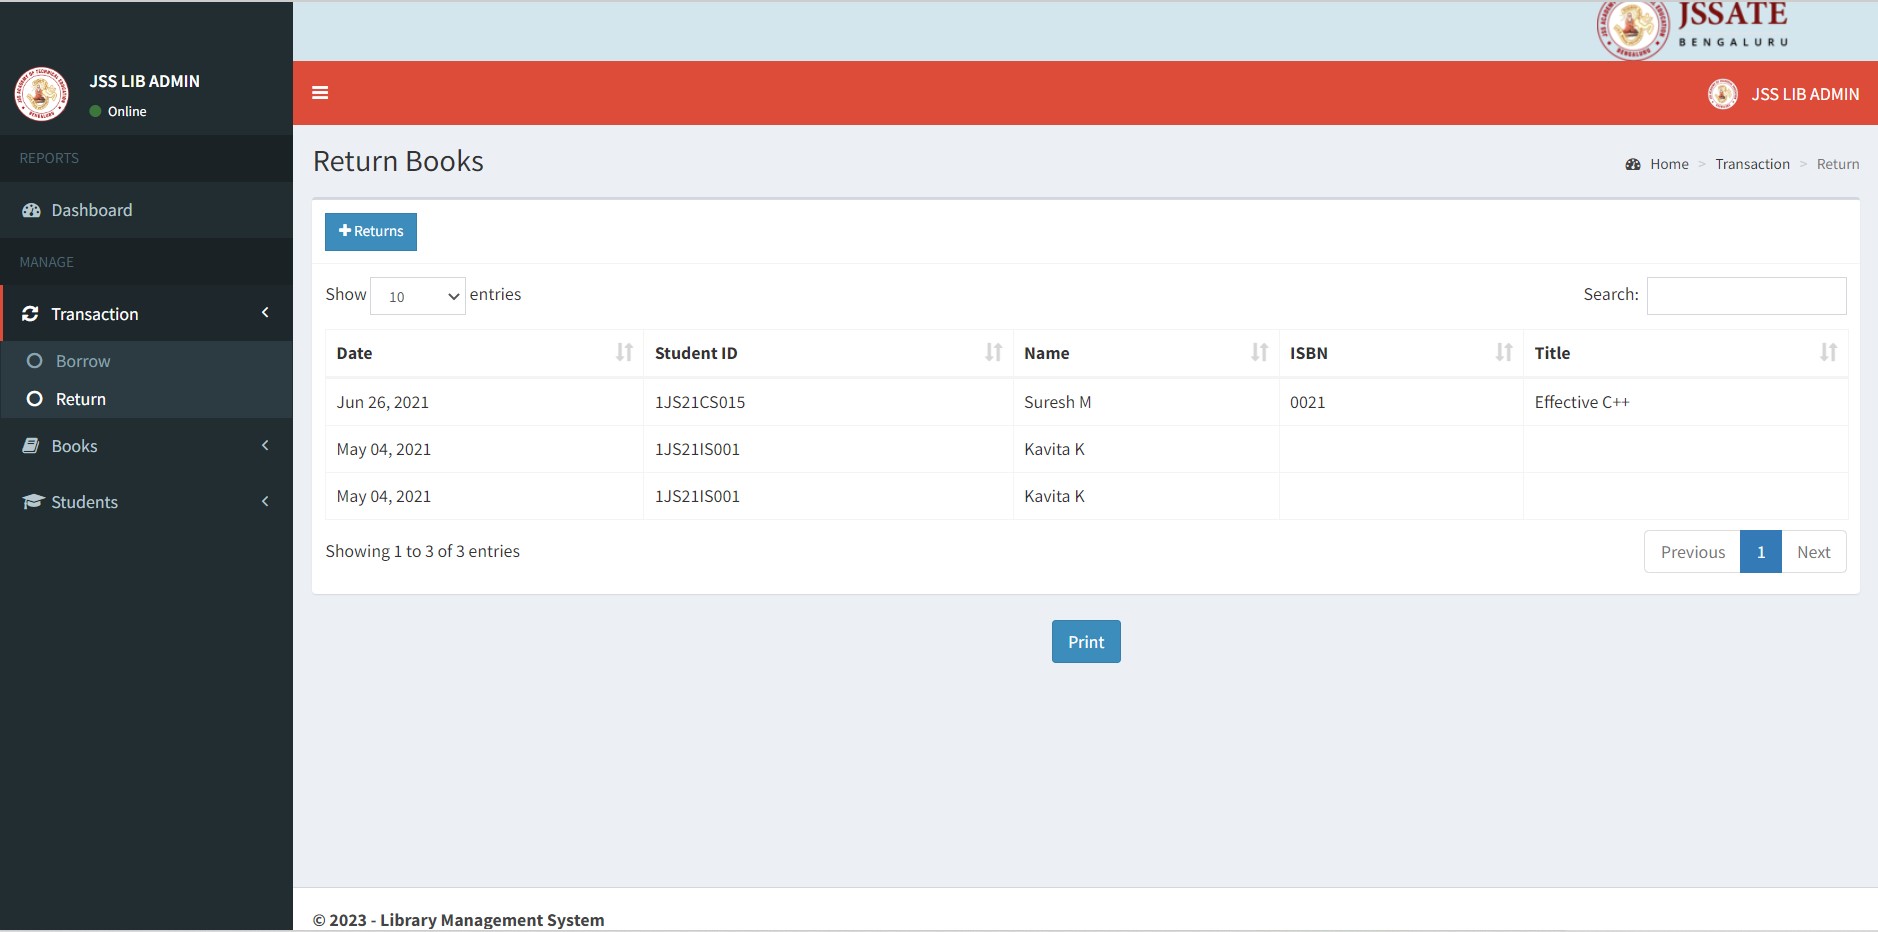 JSSATE
BENGALURU
JSS LIB ADMIN
Online
JSS LIB ADMIN
REPORTS
Dashboard
MANAGE
Transaction
Borrow
Return
Books
Students
Return Books
Home > Transaction > Return
Returns
Show 10 entries
Search:
Date Student ID Name ISBN Title
Jun 26, 2021 1JS21CS015 Suresh M 0021 Effective C++
May 04, 2021 1JS21IS001 Kavita K
May 04, 2021 1JS21IS001 Kavita K
Showing 1 to 3 of 3 entries
Previous 1 Next
Print
© 2023 - Library Management System